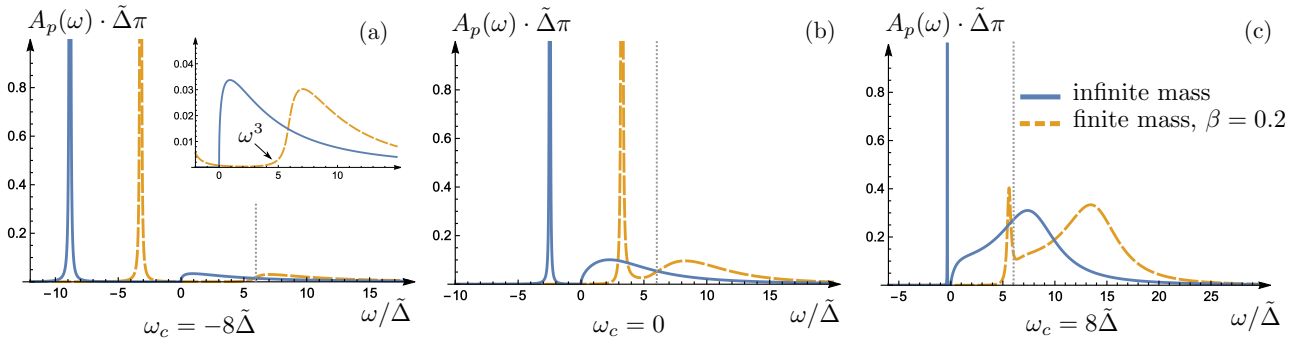 A_p(ω) · Δ̃π
(a)
0.8
0.6
0.4
0.2
0.04
0.03
0.02
0.01
ω³
0 5 10
−10 −5 0 5 10 15
ω_c = −8Δ̃
ω/Δ̃
A_p(ω) · Δ̃π
(b)
0.8
0.6
0.4
0.2
−10 −5 0 5 10 15
ω_c = 0
ω/Δ̃
A_p(ω) · Δ̃π
(c)
0.8
0.6
0.4
0.2
infinite mass
finite mass, β = 0.2
−5 0 5 10 15 20 25
ω_c = 8Δ̃
ω/Δ̃